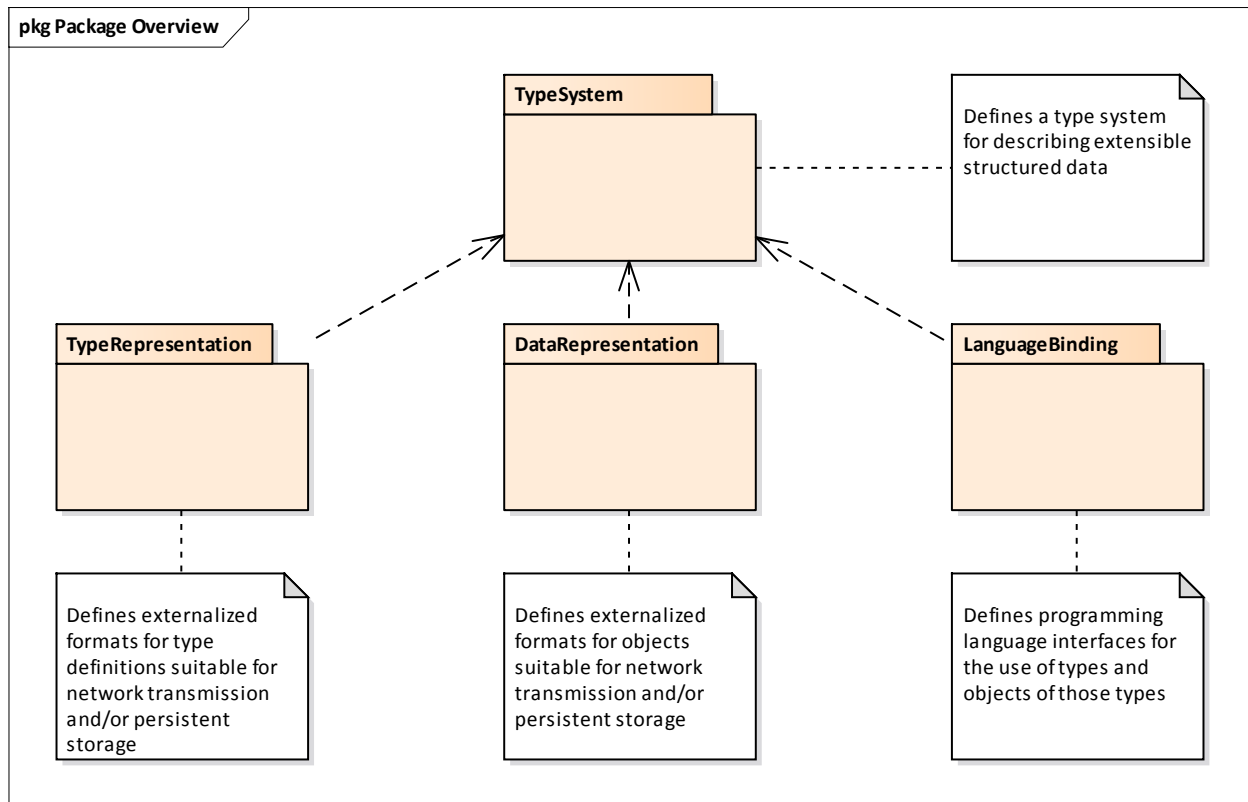 pkg Package Overview
TypeSystem
Defines a type system
for describing extensible
structured data
TypeRepresentation
DataRepresentation
LanguageBinding
Defines externalized
formats for type
definitions suitable for
network transmission
and/or persistent
storage
Defines externalized
formats for objects
suitable for network
transmission and/or
persistent storage
Defines programming
language interfaces for
the use of types and
objects of those types